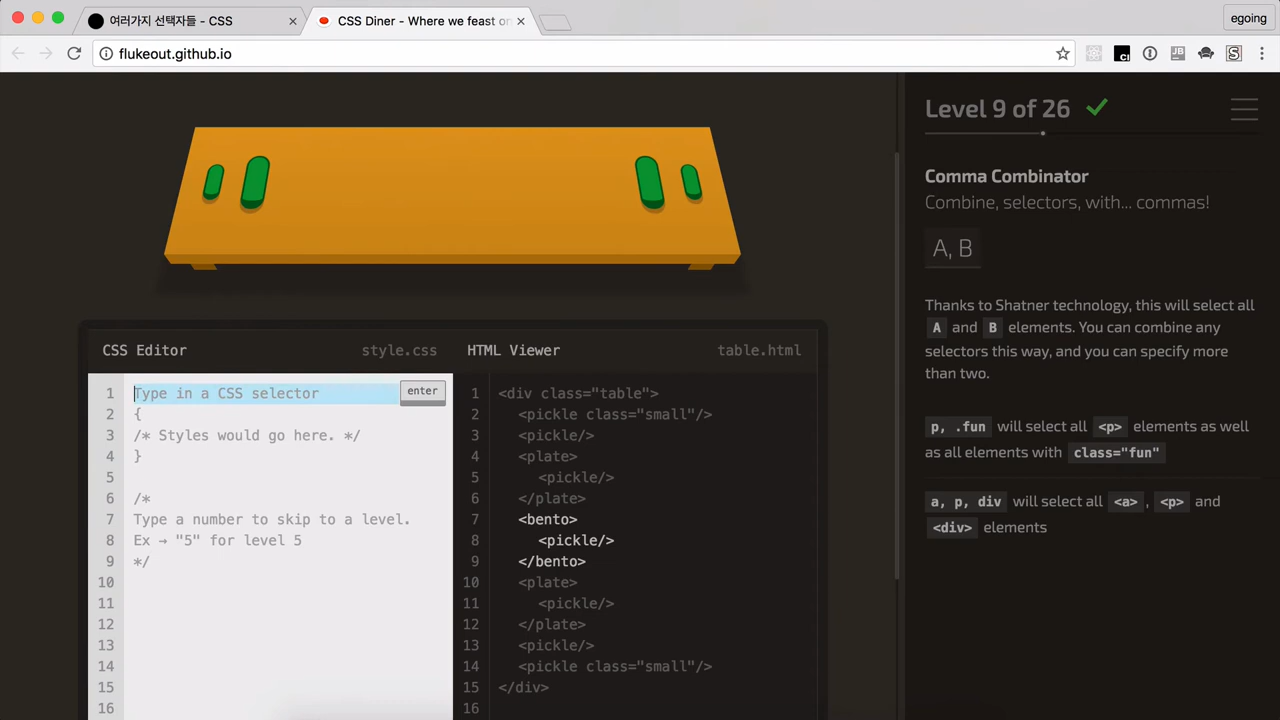 여러가지 선택자들 - CSS
CSS Diner - Where we feast on
egoing
flukeout.github.io
Level 9 of 26
Comma Combinator
Combine, selectors, with... commas!
A, B
Thanks to Shatner technology, this will select all
A and B elements. You can combine any
selectors this way, and you can specify more
than two.
p, .fun will select all <p> elements as well
as all elements with class="fun"
a, p, div will select all <a>, <p> and
<div> elements
CSS Editor style.css
1 Type in a CSS selector enter
2 {
3 /* Styles would go here. */
4 }
5
6 /*
7 Type a number to skip to a level.
8 Ex → "5" for level 5
9 */
10
11
12
13
14
15
16
HTML Viewer table.html
1 <div class="table">
2 <pickle class="small"/>
3 <pickle/>
4 <plate>
5 <pickle/>
6 </plate>
7 <bento>
8 <pickle/>
9 </bento>
10 <plate>
11 <pickle/>
12 </plate>
13 <pickle/>
14 <pickle class="small"/>
15 </div>
16